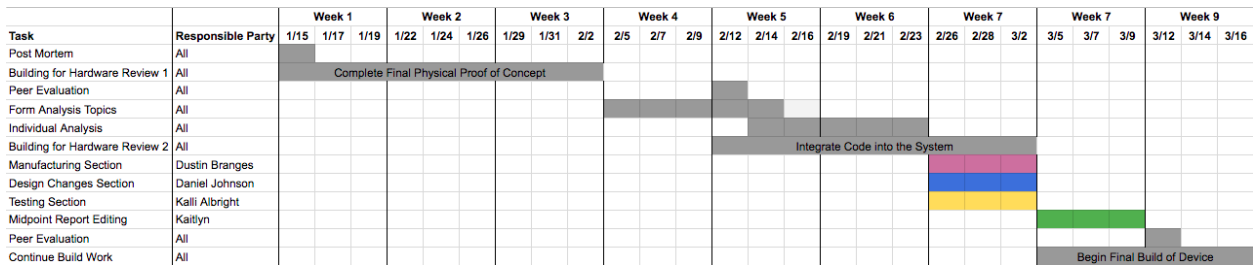 Week 1 Week 2 Week 3 Week 4 Week 5 Week 6 Week 7 Week 7 Week 9
Task Responsible Party 1/15 1/17 1/19 1/22 1/24 1/26 1/29 1/31 2/2 2/5 2/7 2/9 2/12 2/14 2/16 2/19 2/21 2/23 2/26 2/28 3/2 3/5 3/7 3/9 3/12 3/14 3/16
Post Mortem All
Building for Hardware Review 1 All Complete Final Physical Proof of Concept
Peer Evaluation All
Form Analysis Topics All
Individual Analysis All
Building for Hardware Review 2 All Integrate Code into the System
Manufacturing Section Dustin Branges
Design Changes Section Daniel Johnson
Testing Section Kalli Albright
Midpoint Report Editing Kaitlyn
Peer Evaluation All
Continue Build Work All Begin Final Build of Device